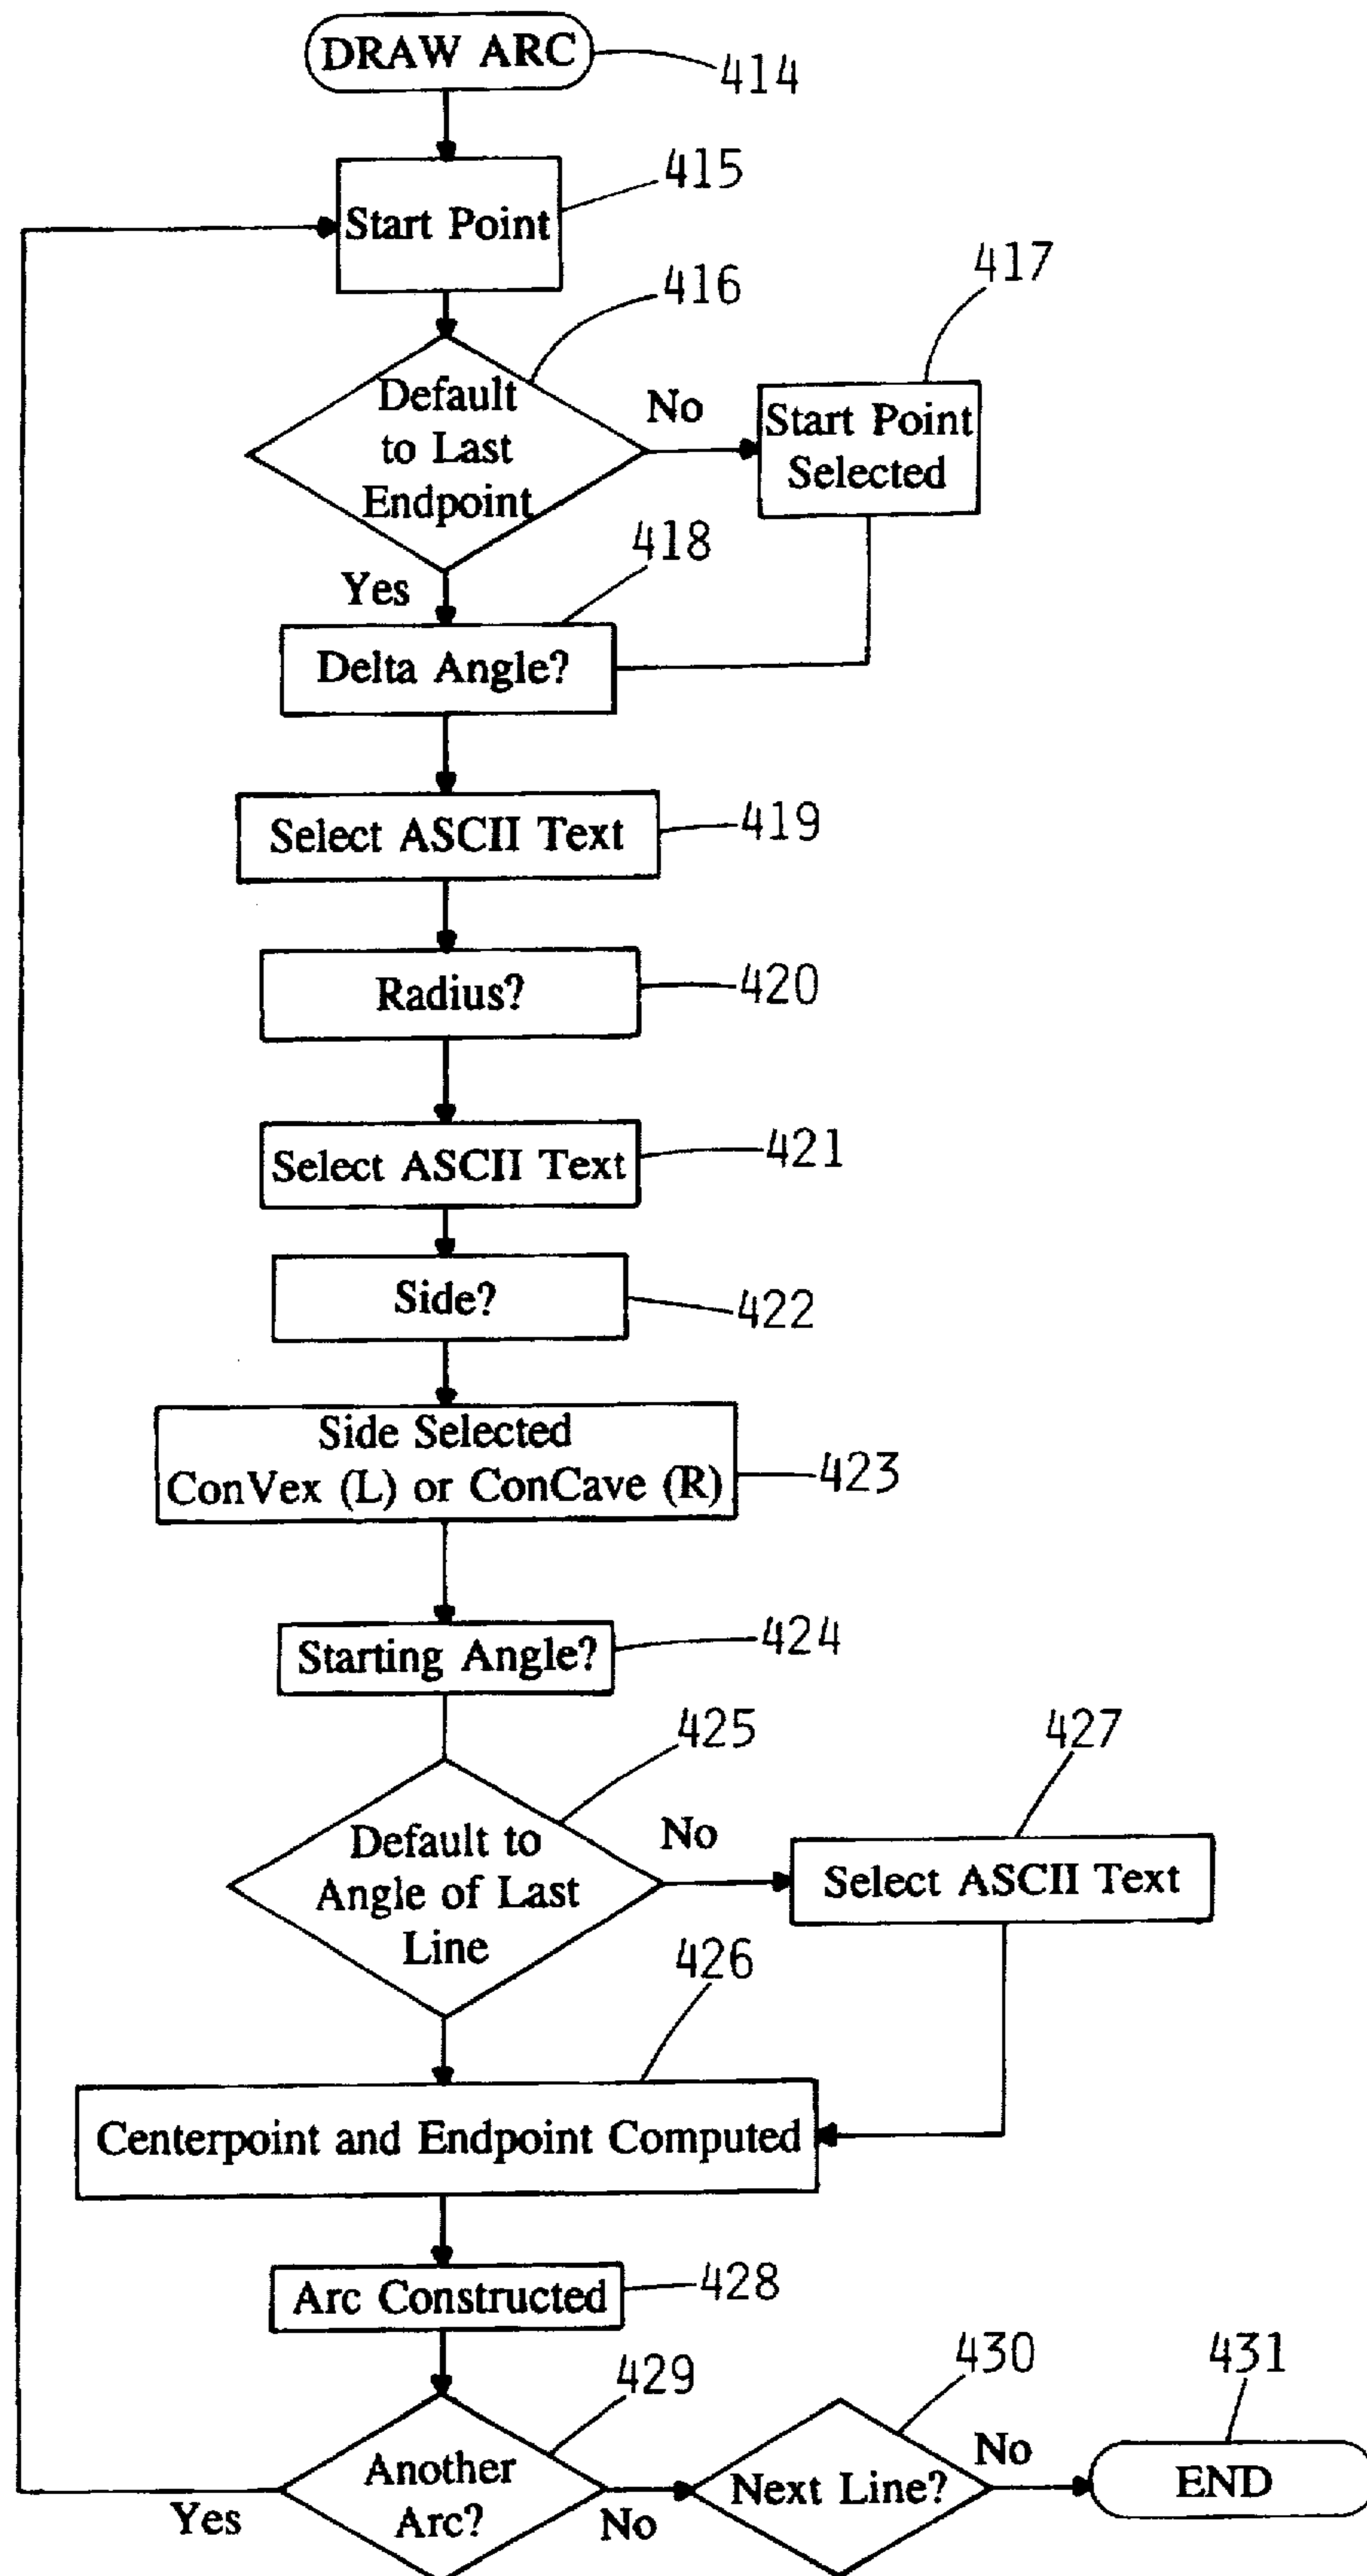 DRAW ARC
414
415
Start Point
416
417
Default
to Last
Endpoint
No
Start Point
Selected
418
Yes
Delta Angle?
Select ASCII Text
419
Radius?
420
Select ASCII Text
421
Side?
422
Side Selected
ConVex (L) or ConCave (R)
423
Starting Angle?
424
425
427
Default to
Angle of Last
Line
No
Select ASCII Text
426
Centerpoint and Endpoint Computed
Arc Constructed
428
429
430
431
Another
Arc?
Yes
No
Next Line?
No
END